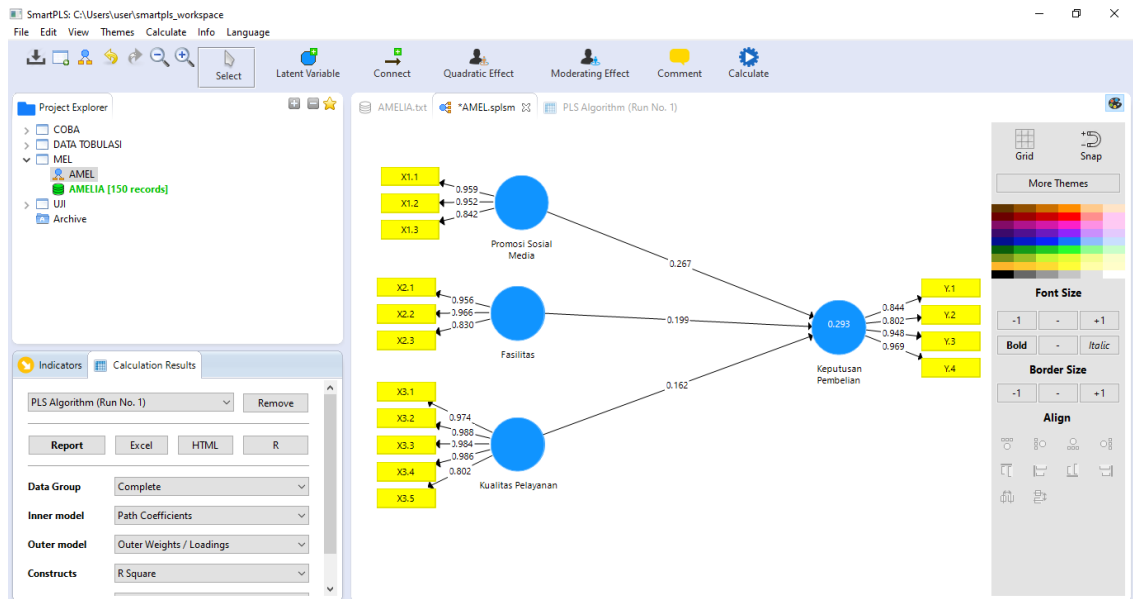 SmartPLS: C:\Users\user\smartpls_workspace
File Edit View Themes Calculate Info Language
Select
Latent Variable
Connect
Quadratic Effect
Moderating Effect
Comment
Calculate
Project Explorer
COBA
DATA TOBULASI
MEL
AMEL
AMELIA [150 records]
UJI
Archive
Indicators
Calculation Results
PLS Algorithm (Run No. 1)
Remove
Report
Excel
HTML
R
Data Group
Complete
Inner model
Path Coefficients
Outer model
Outer Weights / Loadings
Constructs
R Square
AMELIA.txt
*AMEL.splsm
PLS Algorithm (Run No. 1)
X1.1
X1.2
X1.3
0.959
0.952
0.842
Promosi Sosial
Media
0.267
X2.1
X2.2
X2.3
0.956
0.966
0.830
Fasilitas
0.199
X3.1
X3.2
X3.3
X3.4
X3.5
0.974
0.988
0.984
0.986
0.802
Kualitas Pelayanan
0.162
0.293
Keputusan
Pembelian
0.844
0.802
0.948
0.969
Y.1
Y.2
Y.3
Y.4
Grid
Snap
More Themes
Font Size
-1
-
+1
Bold
-
Italic
Border Size
-1
-
+1
Align